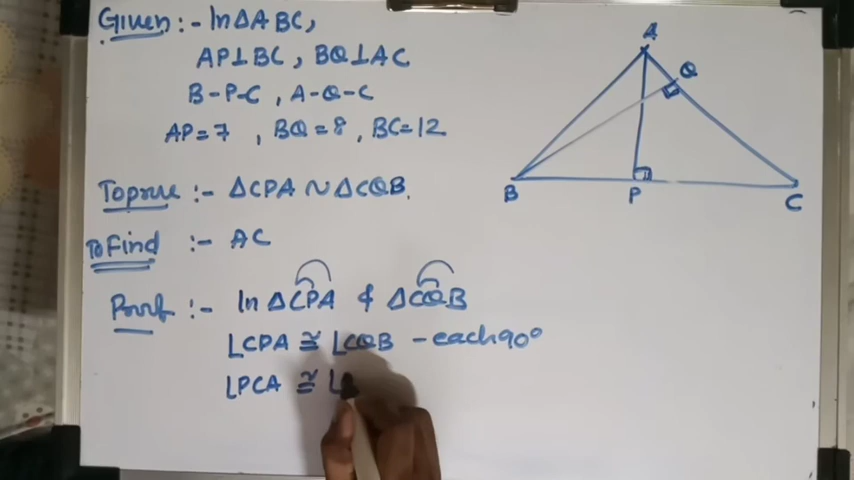 Given :- In ΔABC,
AP⊥BC, BQ⊥AC
B-P-C, A-Q-C
AP=7, BQ=8, BC=12
To prove :- ΔCPA ~ ΔCQB.
To Find :- AC
Proof :- In ΔCPA & ΔCQB
∠CPA ≅ ∠CQB - each 90°
∠PCA ≅ ∠
A
Q
B
P
C